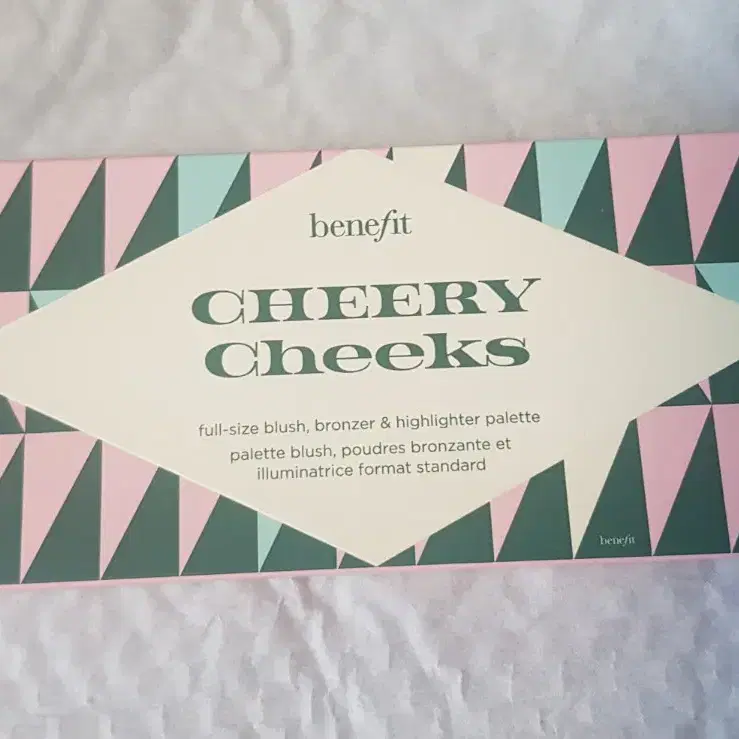 benefit
CHEERY
Cheeks
full-size blush, bronzer & highlighter palette
palette blush, poudres bronzante et
illuminatrice format standard
benefit